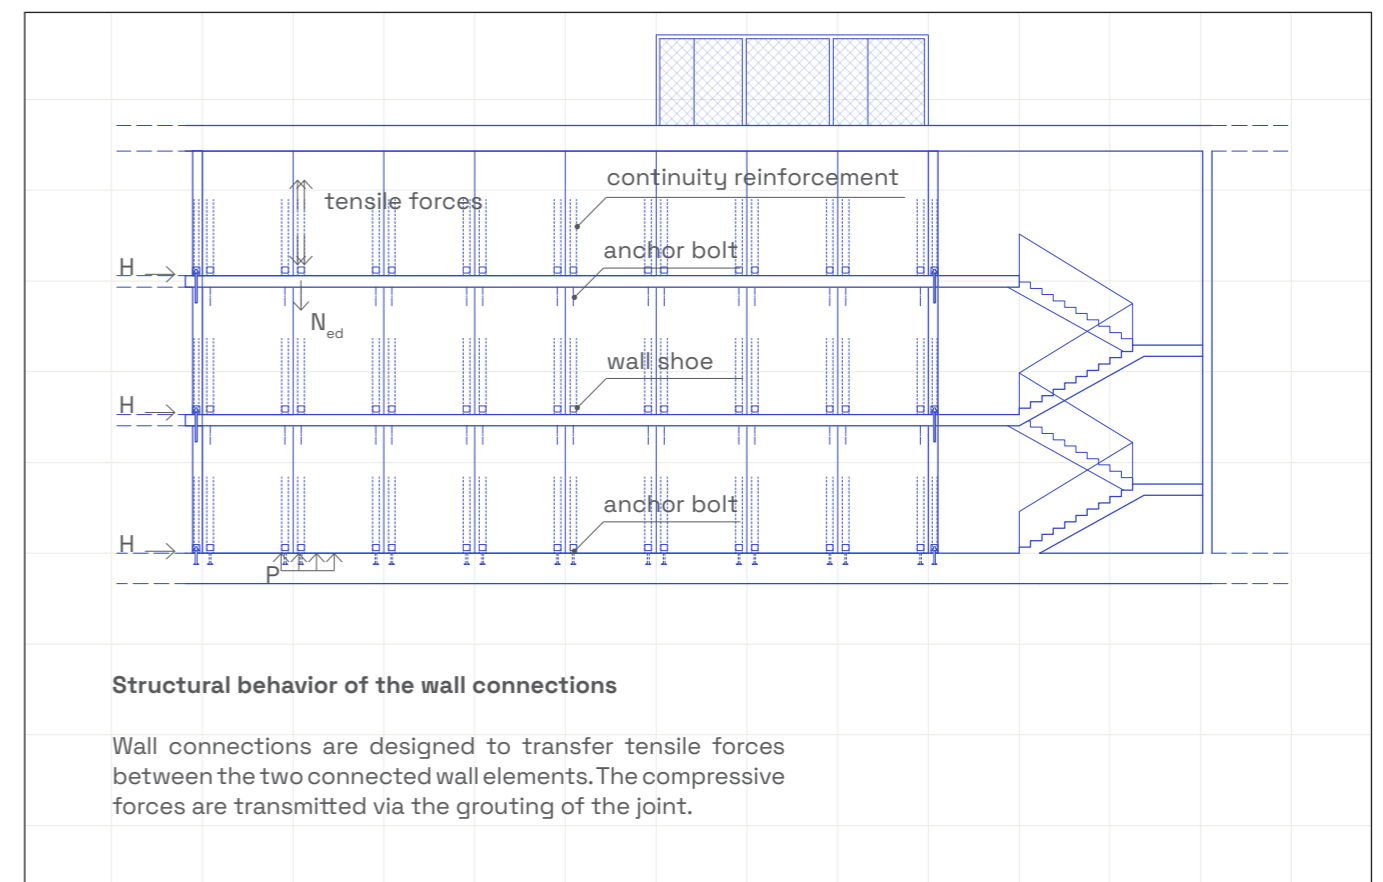 continuity reinforcement
tensile forces
anchor bolt
H
Ned
wall shoe
H
anchor bolt
H
P
Structural behavior of the wall connections
Wall connections are designed to transfer tensile forces
between the two connected wall elements. The compressive
forces are transmitted via the grouting of the joint.